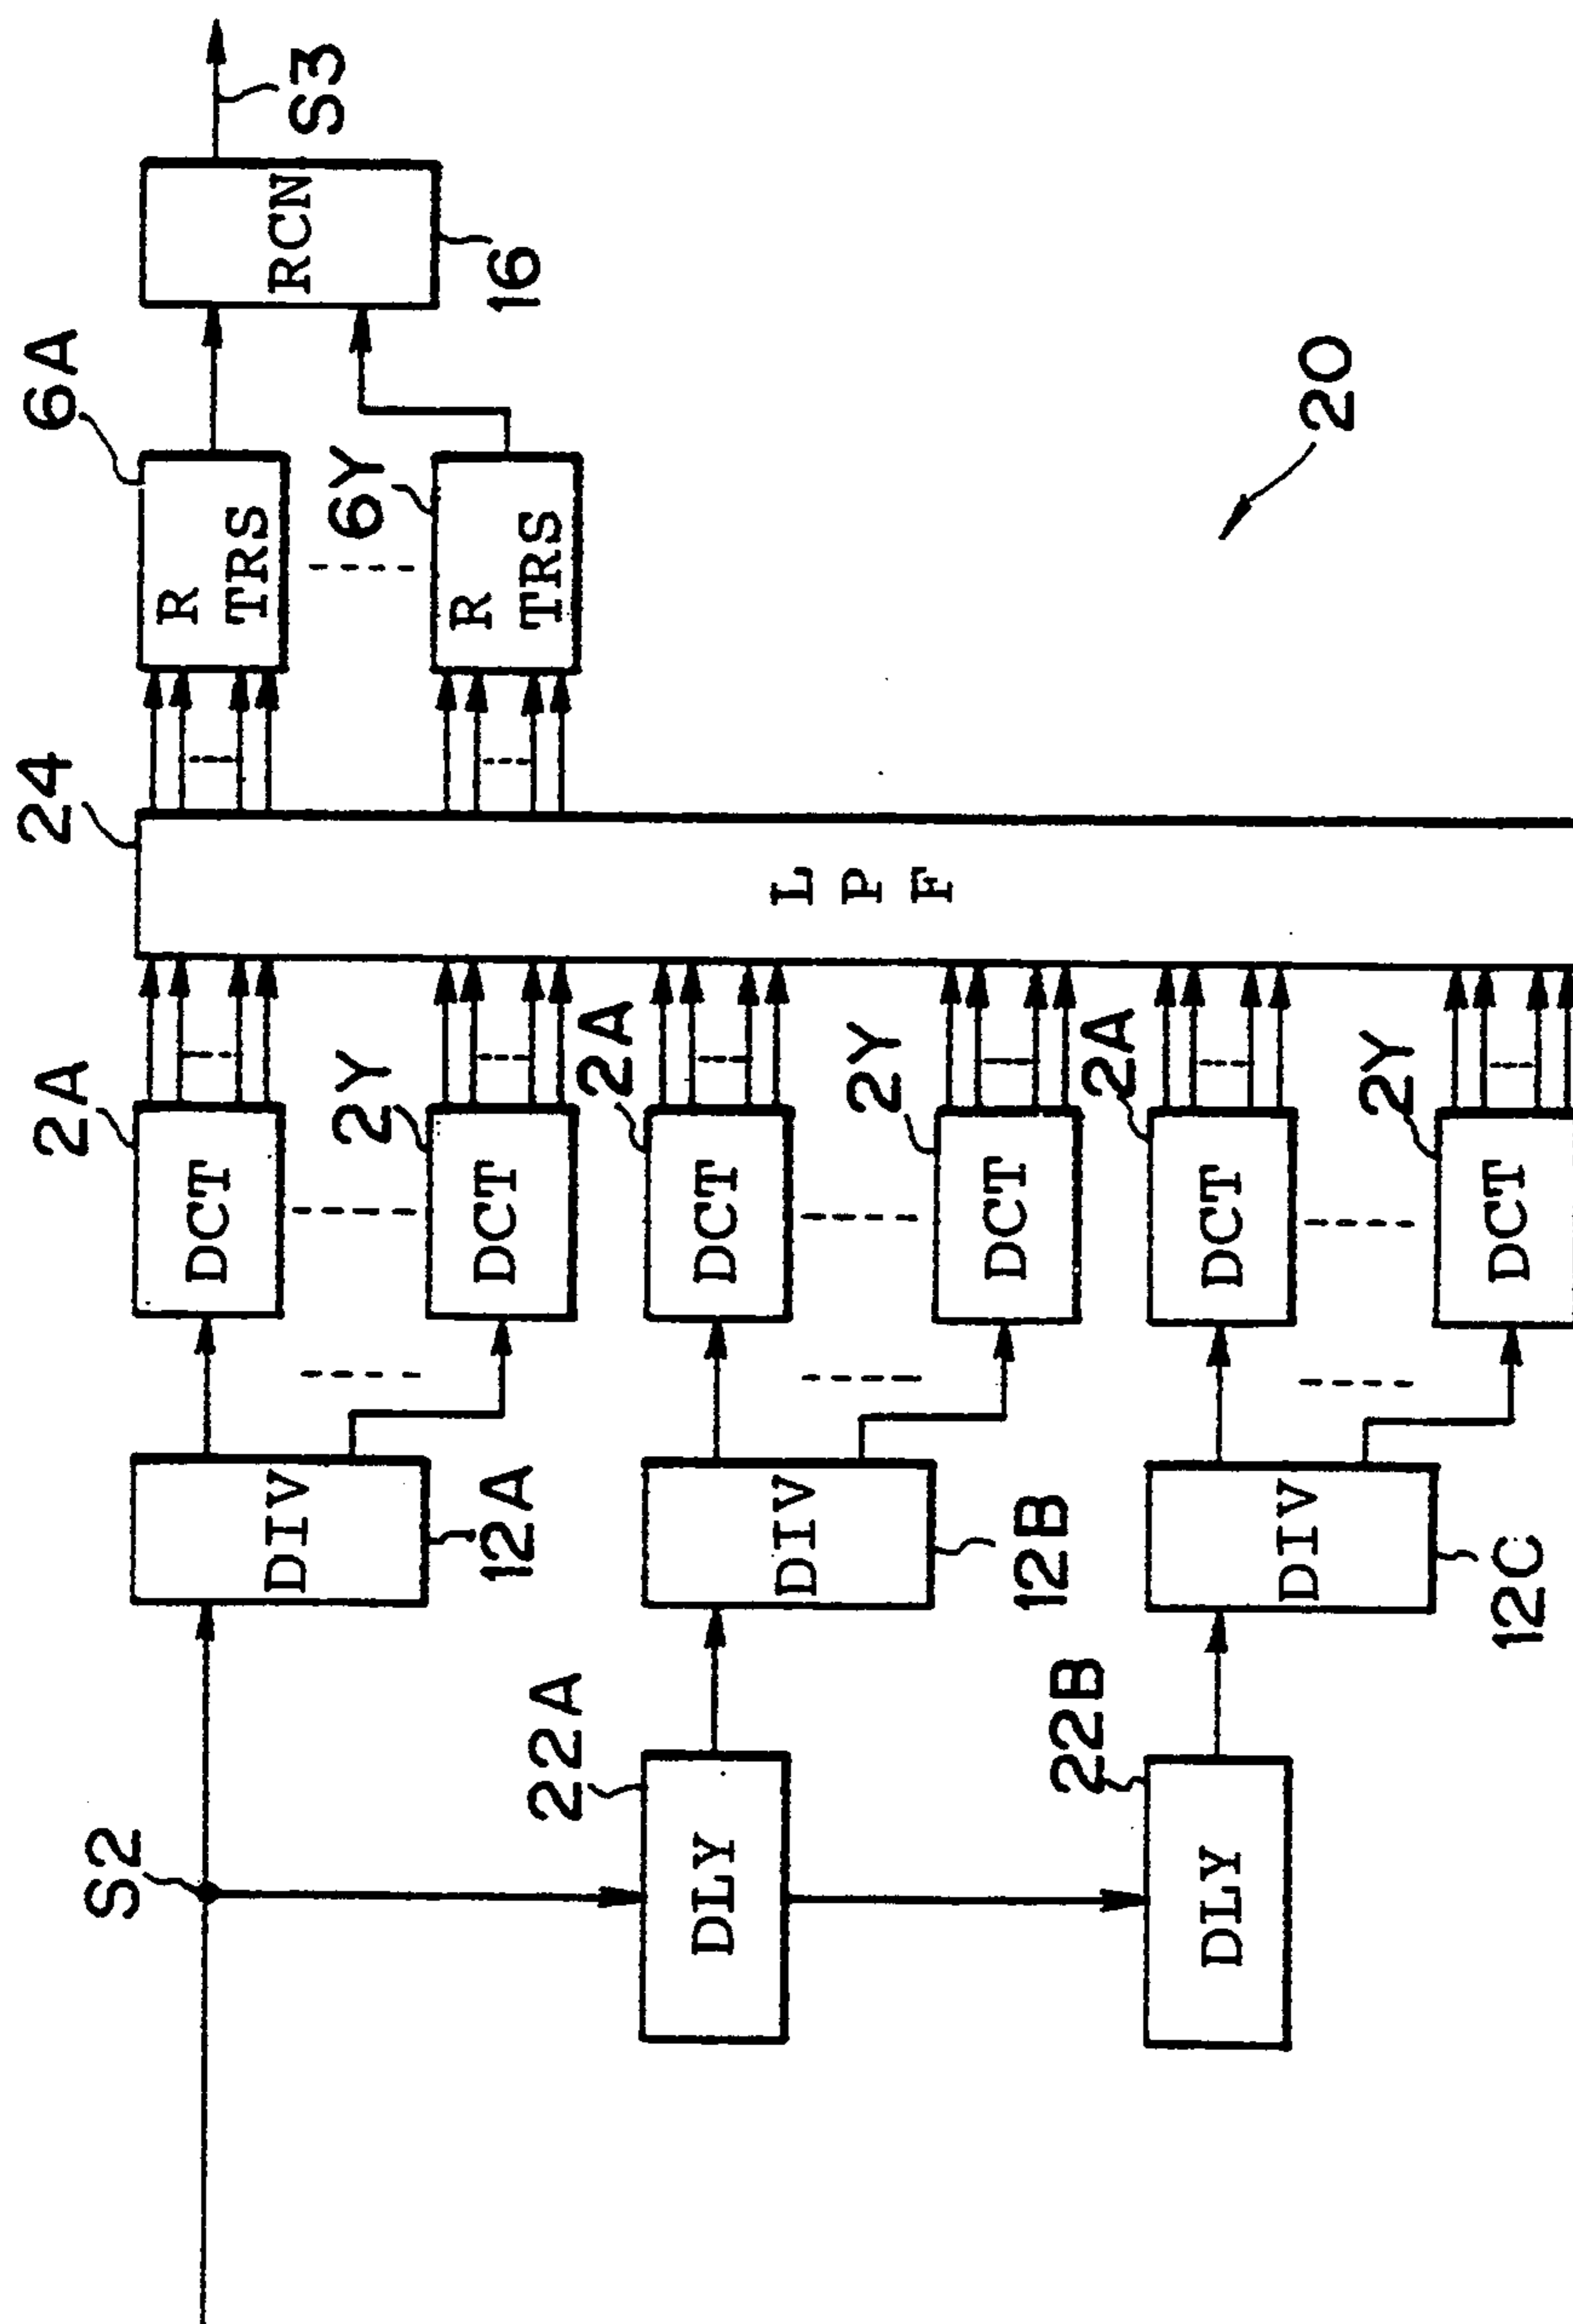 S2
2A
24
6A
DIV
DCT
R
TRS
RCN
S3
12A
2Y
6Y
DCT
R
TRS
16
22A
2A
DLY
DIV
DCT
LPF
12B
2Y
DCT
22B
2A
DLY
DIV
DCT
20
12C
2Y
DCT